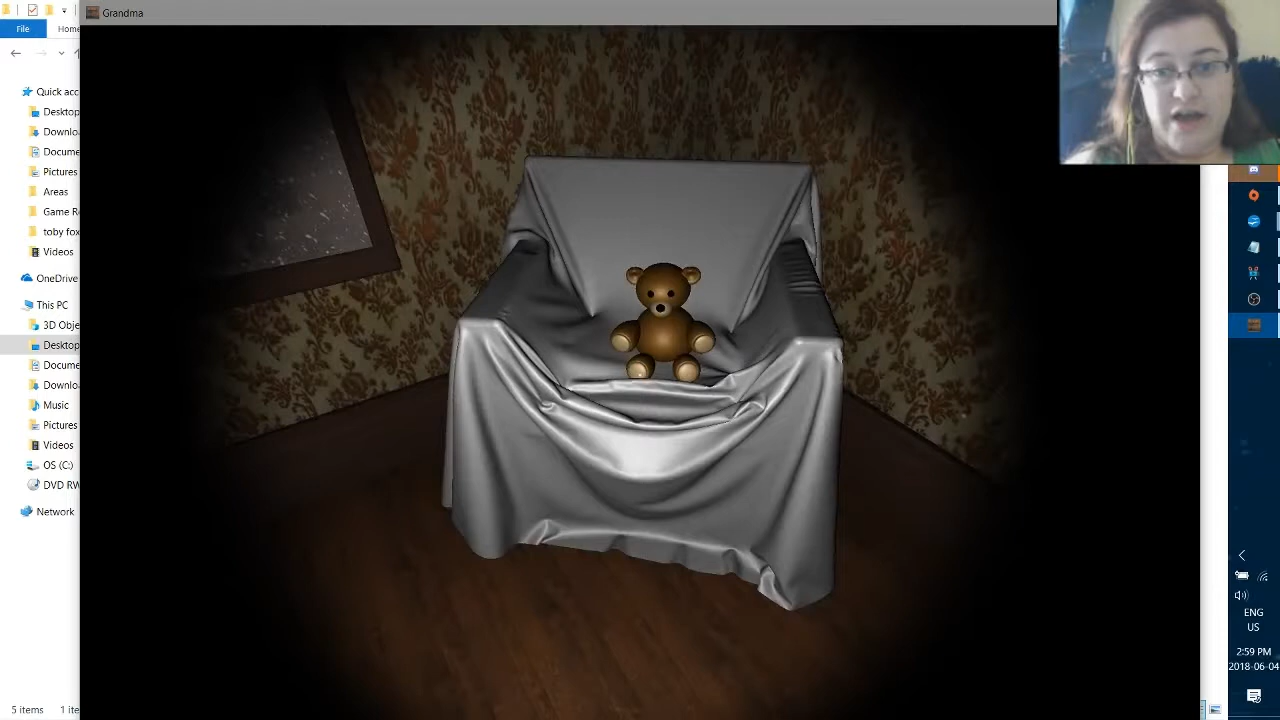 Grandma
File
Home
Quick acc
Desktop
Downlo
Docume
Pictures
Areas
Game Re
toby fox
Videos
OneDrive
This PC
3D Obje
Desktop
Docume
Downlo
Music
Pictures
Videos
OS (C:)
DVD RW
Network
5 items
1 ite
ENG
US
2:59 PM
2018-06-04